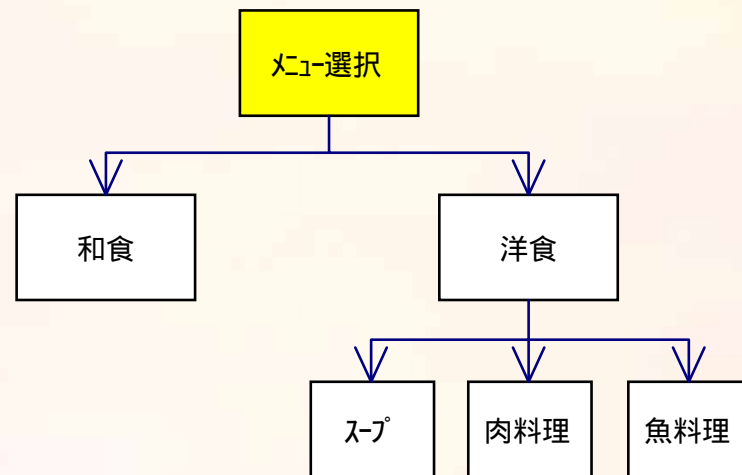 ﾒﾆｭｰ選択
和食
洋食
ｽｰﾌﾟ
肉料理
魚料理